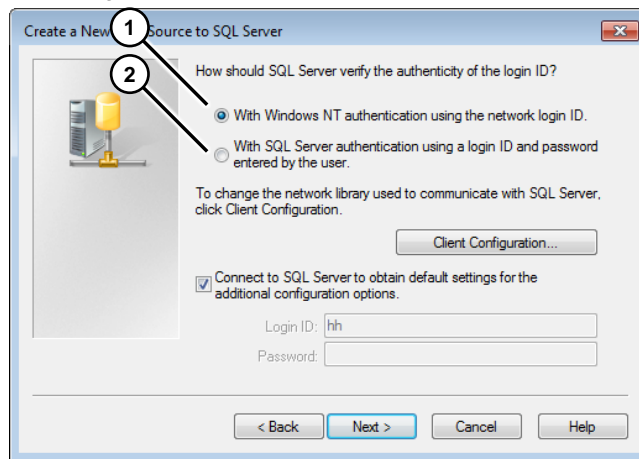 Create a New Source to SQL Server
1
2
How should SQL Server verify the authenticity of the login ID?
With Windows NT authentication using the network login ID.
With SQL Server authentication using a login ID and password
entered by the user.
To change the network library used to communicate with SQL Server,
click Client Configuration.
Client Configuration...
Connect to SQL Server to obtain default settings for the
additional configuration options.
Login ID: hh
Password:
< Back
Next >
Cancel
Help